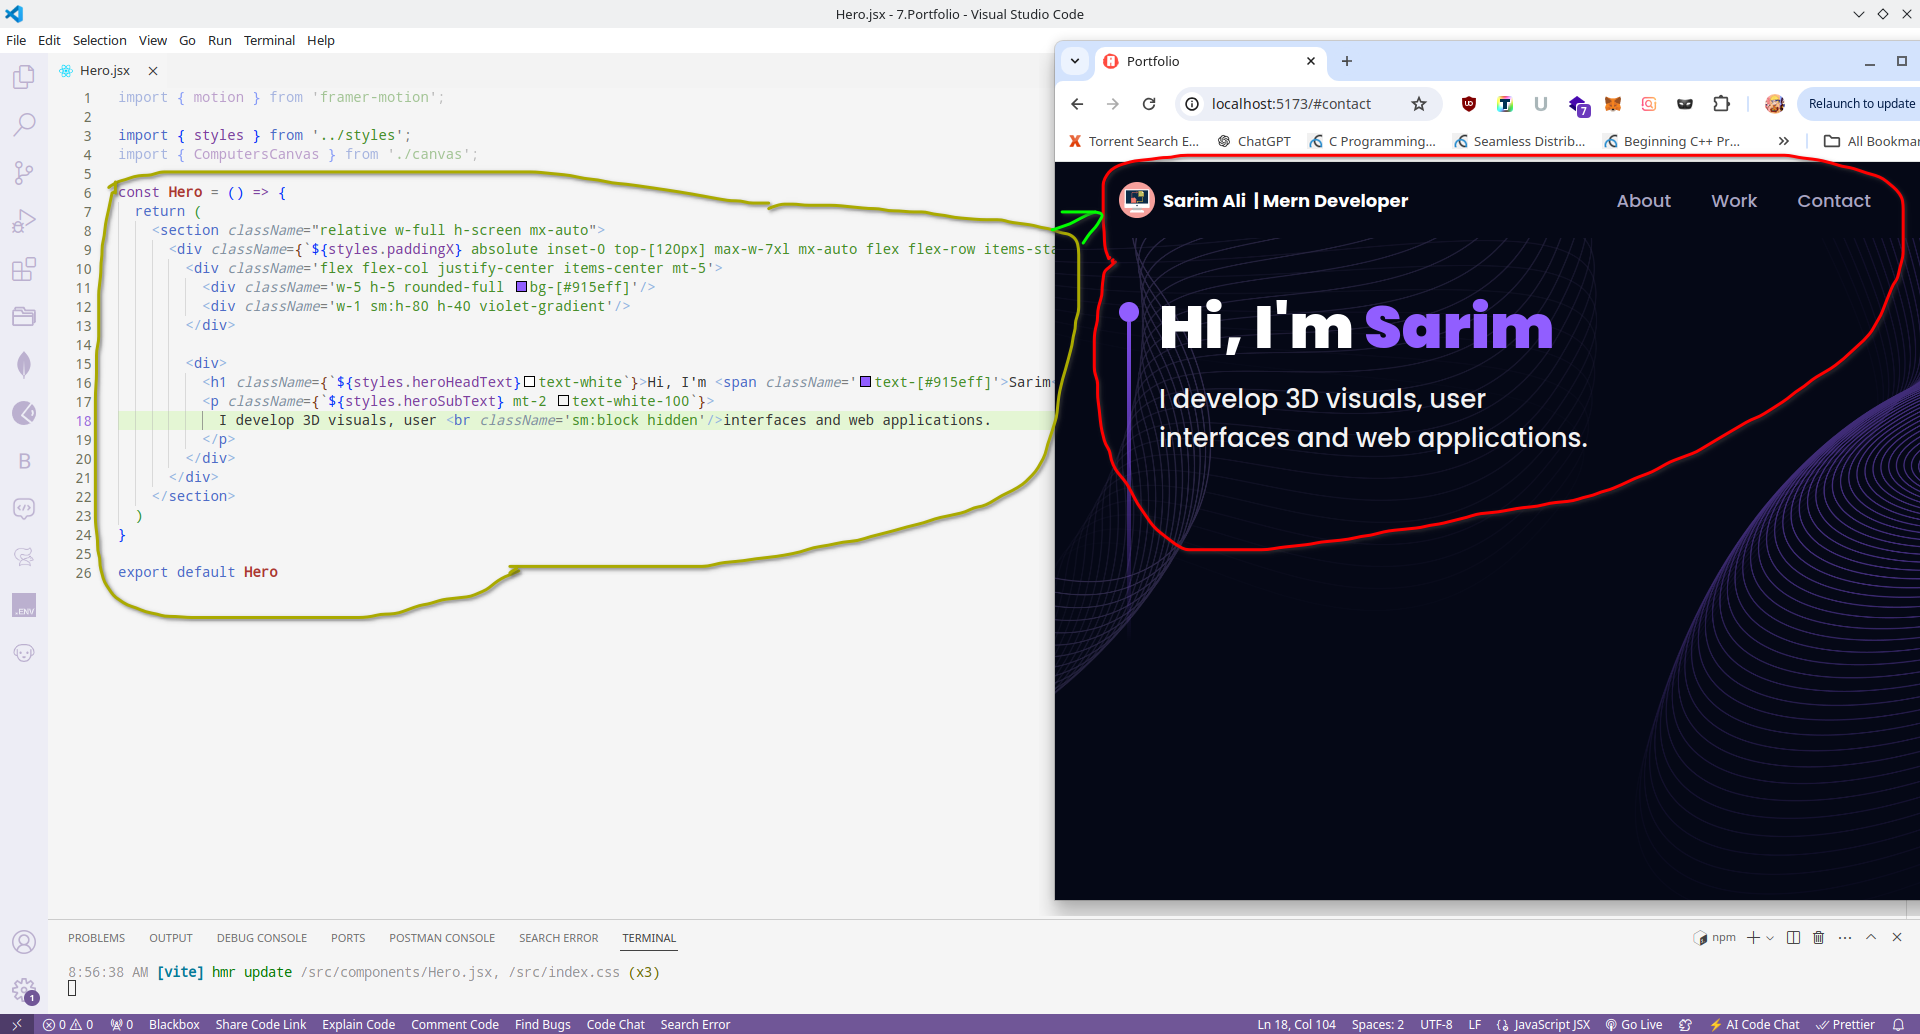 Hero.jsx - 7.Portfolio - Visual Studio Code
File Edit Selection View Go Run Terminal Help
Hero.jsx
1 import { motion } from 'framer-motion';
2
3 import { styles } from '../styles';
4 import { ComputersCanvas } from './canvas';
5
6 const Hero = () => {
7 return (
8 <section className="relative w-full h-screen mx-auto">
9 <div className={`${styles.paddingX} absolute inset-0 top-[120px] max-w-7xl mx-auto flex flex-row items-sta
10 <div className='flex flex-col justify-center items-center mt-5'>
11 <div className='w-5 h-5 rounded-full bg-[#915eff]'/>
12 <div className='w-1 sm:h-80 h-40 violet-gradient'/>
13 </div>
14
15 <div>
16 <h1 className={`${styles.heroHeadText} text-white`}>Hi, I'm <span className='text-[#915eff]'>Sarim
17 <p className={`${styles.heroSubText} mt-2 text-white-100`}>
18 I develop 3D visuals, user <br className='sm:block hidden'/>interfaces and web applications.
19 </p>
20 </div>
21 </div>
22 </section>
23 )
24 }
25
26 export default Hero
B
.ENV
1
Portfolio
localhost:5173/#contact
7
Relaunch to update
Torrent Search E... ChatGPT C Programming... Seamless Distrib... Beginning C++ Pr... » All Bookmar
Sarim Ali | Mern Developer About Work Contact
Hi, I'm Sarim
I develop 3D visuals, user
interfaces and web applications.
PROBLEMS OUTPUT DEBUG CONSOLE PORTS POSTMAN CONSOLE SEARCH ERROR TERMINAL npm
8:56:38 AM [vite] hmr update /src/components/Hero.jsx, /src/index.css (x3)
0 0 0 Blackbox Share Code Link Explain Code Comment Code Find Bugs Code Chat Search Error Ln 18, Col 104 Spaces: 2 UTF-8 LF JavaScript JSX Go Live AI Code Chat Prettier